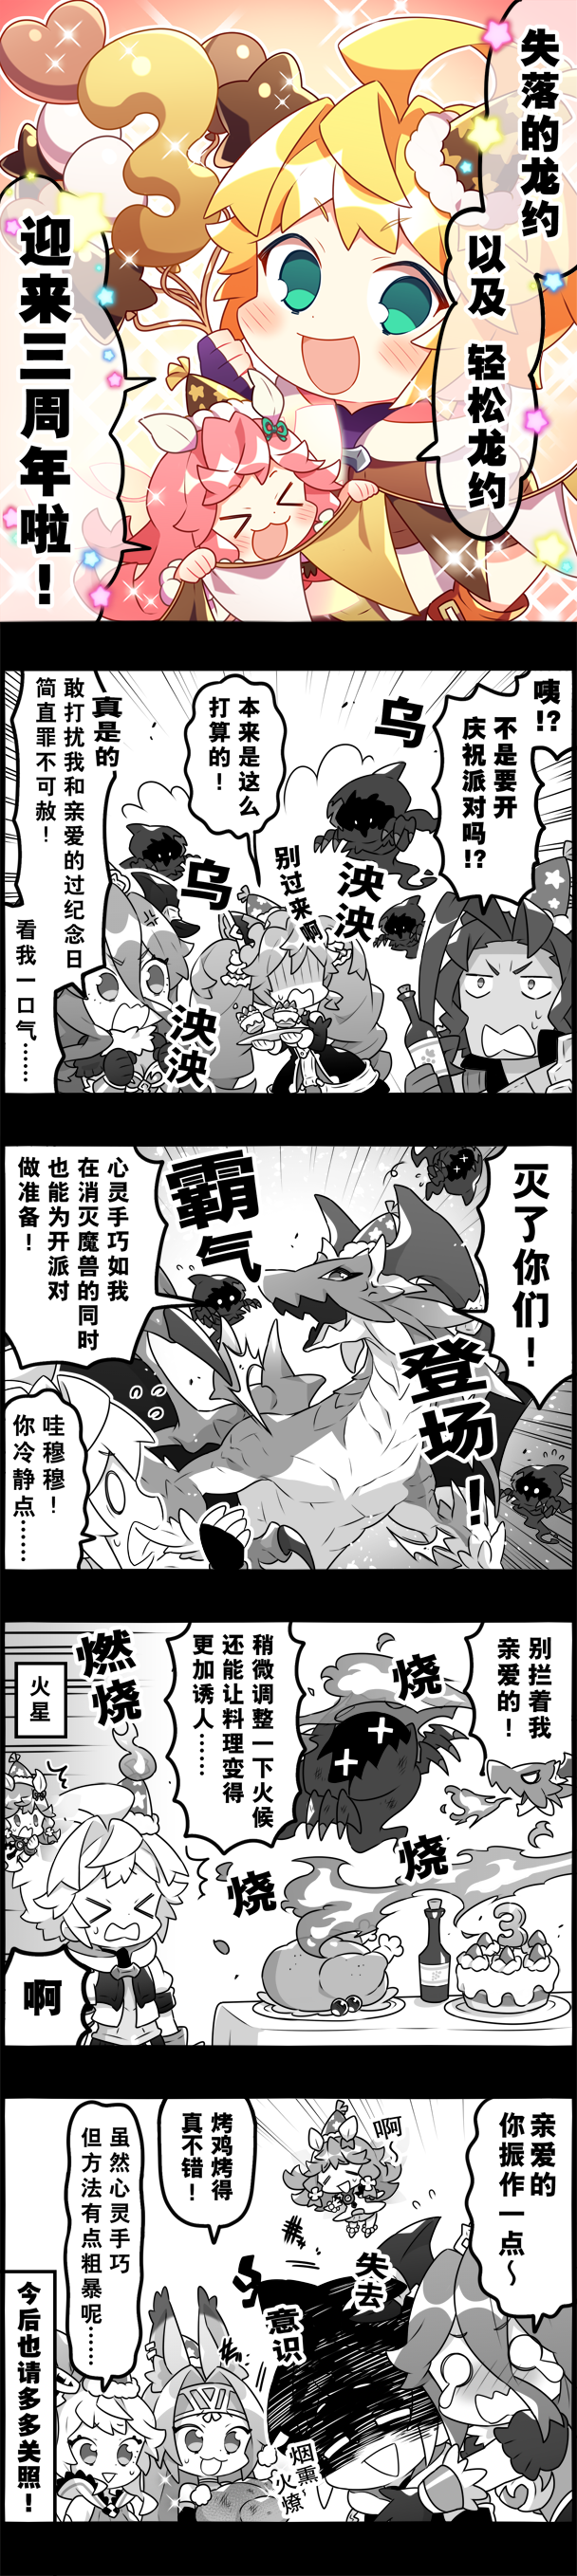 失落的龙约
以及 轻松龙约
迎来三周年啦！
咦!?
不是要开
庆祝派对吗!?
乌
泱泱
本来是这么
打算的！
别过来啊
乌
泱泱
真是的
敢打扰我和亲爱的过纪念日
简直罪不可赦！
看我一口气……
灭了你们！
霸气
登场！
心灵手巧如我
在消灭魔兽的同时
也能为开派对
做准备！
哇穆穆！
你冷静点……
别拦着我
亲爱的！
烧
烧
烧
3
稍微调整一下火候
还能让料理变得
更加诱人……
燃烧
火星
啊
亲爱的
你振作一点~
啊~
失去
意识
烤鸡烤得
真不错！
烟熏
火燎
虽然心灵手巧
但方法有点粗暴呢……
今后也请多多关照！